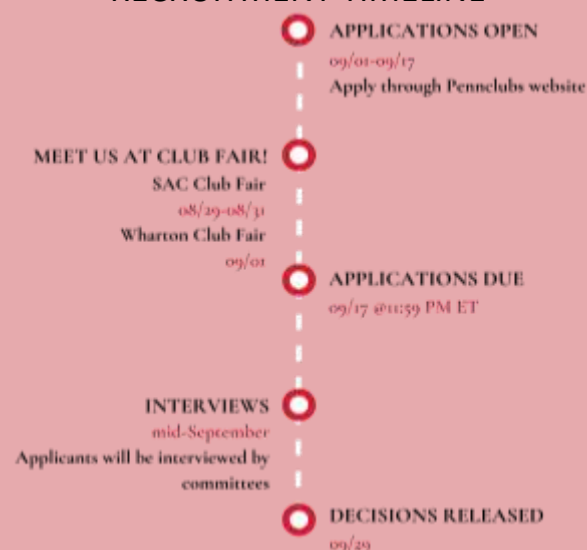 RECRUITMENT TIMELINE
APPLICATIONS OPEN
09/01-09/17
Apply through Pennclubs website
MEET US AT CLUB FAIR!
SAC Club Fair
08/29-08/31
Wharton Club Fair
09/01
APPLICATIONS DUE
09/17 @11:59 PM ET
INTERVIEWS
mid-September
Applicants will be interviewed by
committees
DECISIONS RELEASED
09/29